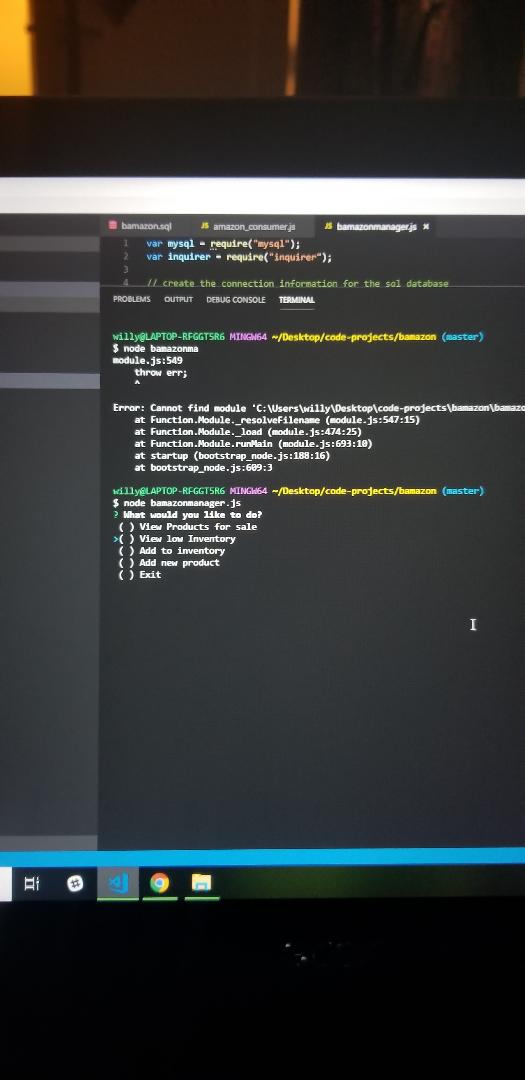 bamazon.sql JS amazon_consumer.js JS bamazonmanager.js ×
1 var mysql = require("mysql");
2 var inquirer = require("inquirer");
3
4 // create the connection information for the sql database
PROBLEMS OUTPUT DEBUG CONSOLE TERMINAL
willy@LAPTOP-RFGGT5R6 MINGW64 ~/Desktop/code-projects/bamazon (master)
$ node bamazonma
module.js:549
throw err;
^
Error: Cannot find module 'C:\Users\willy\Desktop\code-projects\bamazon\bamazo
at Function.Module._resolveFilename (module.js:547:15)
at Function.Module._load (module.js:474:25)
at Function.Module.runMain (module.js:693:10)
at startup (bootstrap_node.js:188:16)
at bootstrap_node.js:609:3
willy@LAPTOP-RFGGT5R6 MINGW64 ~/Desktop/code-projects/bamazon (master)
$ node bamazonmanager.js
? What would you like to do?
( ) View Products for sale
>( ) View low Inventory
( ) Add to inventory
( ) Add new product
( ) Exit